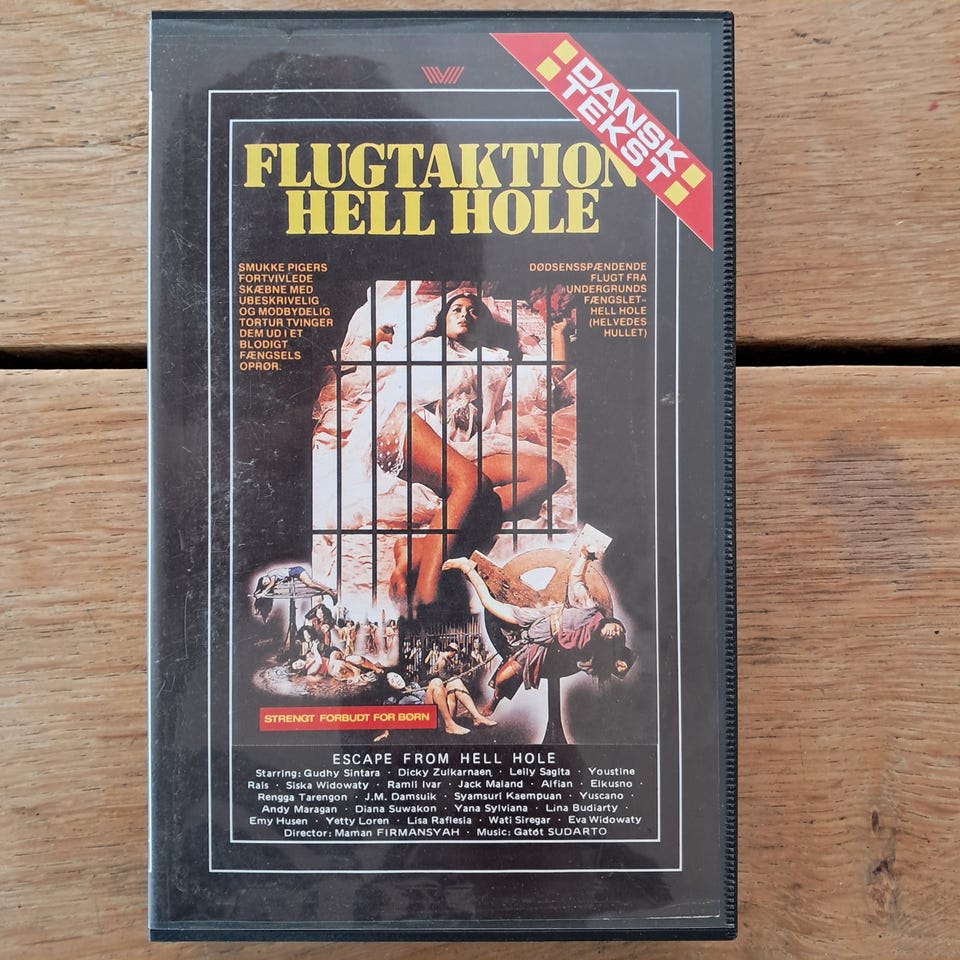 DANSK
TEKST
FLUGTAKTION
HELL HOLE
SMUKKE PIGERS
FORTVIVLEDE
SKÆBNE MED
UBESKRIVELIG
OG MODBYDELIG
TORTUR TVINGER
DEM UD I ET
BLODIGT
FÆNGSELS
OPRØR.
DØDSENSSPÆNDENDE
FLUGT FRA
UNDERGRUNDS
FÆNGSLET-
HELL HOLE
(HELVEDES
HULLET)
STRENGT FORBUDT FOR BØRN
ESCAPE FROM HELL HOLE
Starring: Gudhy Sintara · Dicky Zulkarnaen · Leily Sagita · Youstine
Rais · Siska Widowaty · Ramli Ivar · Jack Maland · Alfian · Eikusno ·
Rengga Tarengon · J.M. Damsuik · Syamsuri Kaempuan · Yuscano ·
Andy Maragan · Diana Suwakon · Yana Sylviana · Lina Budiarty ·
Emy Husen · Yetty Loren · Lisa Raflesia · Wati Siregar · Eva Widowaty
Director: Maman FIRMANSYAH · Music: Gatót SUDARTO